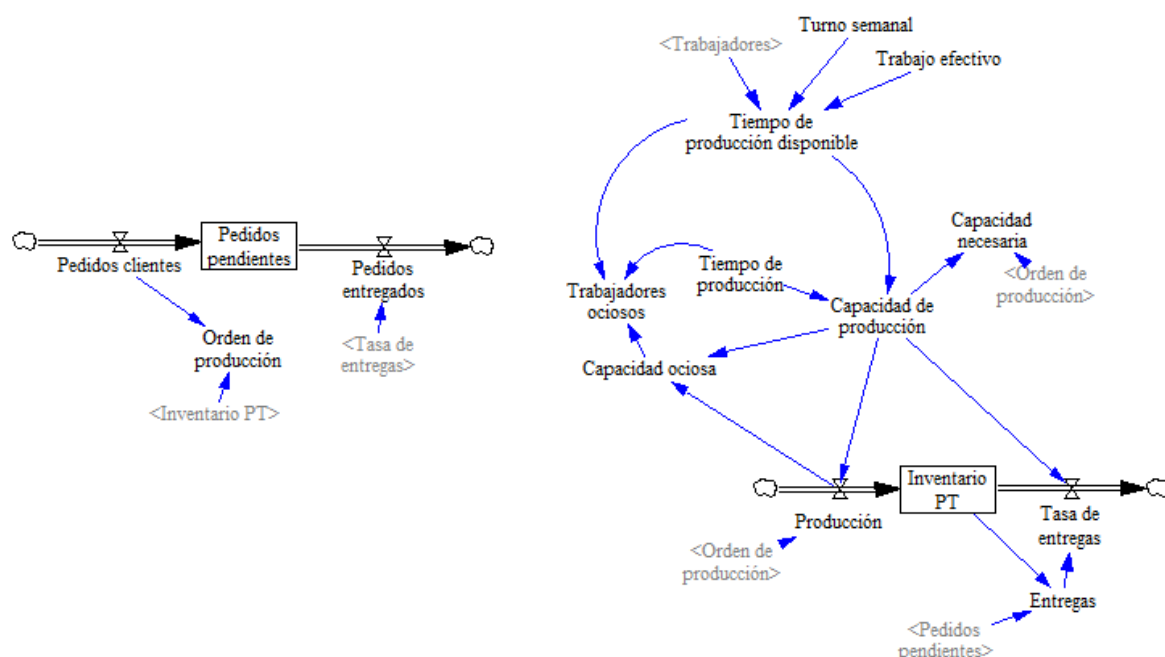 Turno semanal
<Trabajadores>
Trabajo efectivo
Tiempo de
producción disponible
Pedidos
pendientes
Pedidos clientes
Pedidos
entregados
Orden de
producción
<Tasa de
entregas>
<Inventario PT>
Capacidad
necesaria
<Orden de
producción>
Tiempo de
producción
Trabajadores
ociosos
Capacidad de
producción
Capacidad ociosa
Inventario
PT
Producción
Tasa de
entregas
<Orden de
producción>
Entregas
<Pedidos
pendientes>